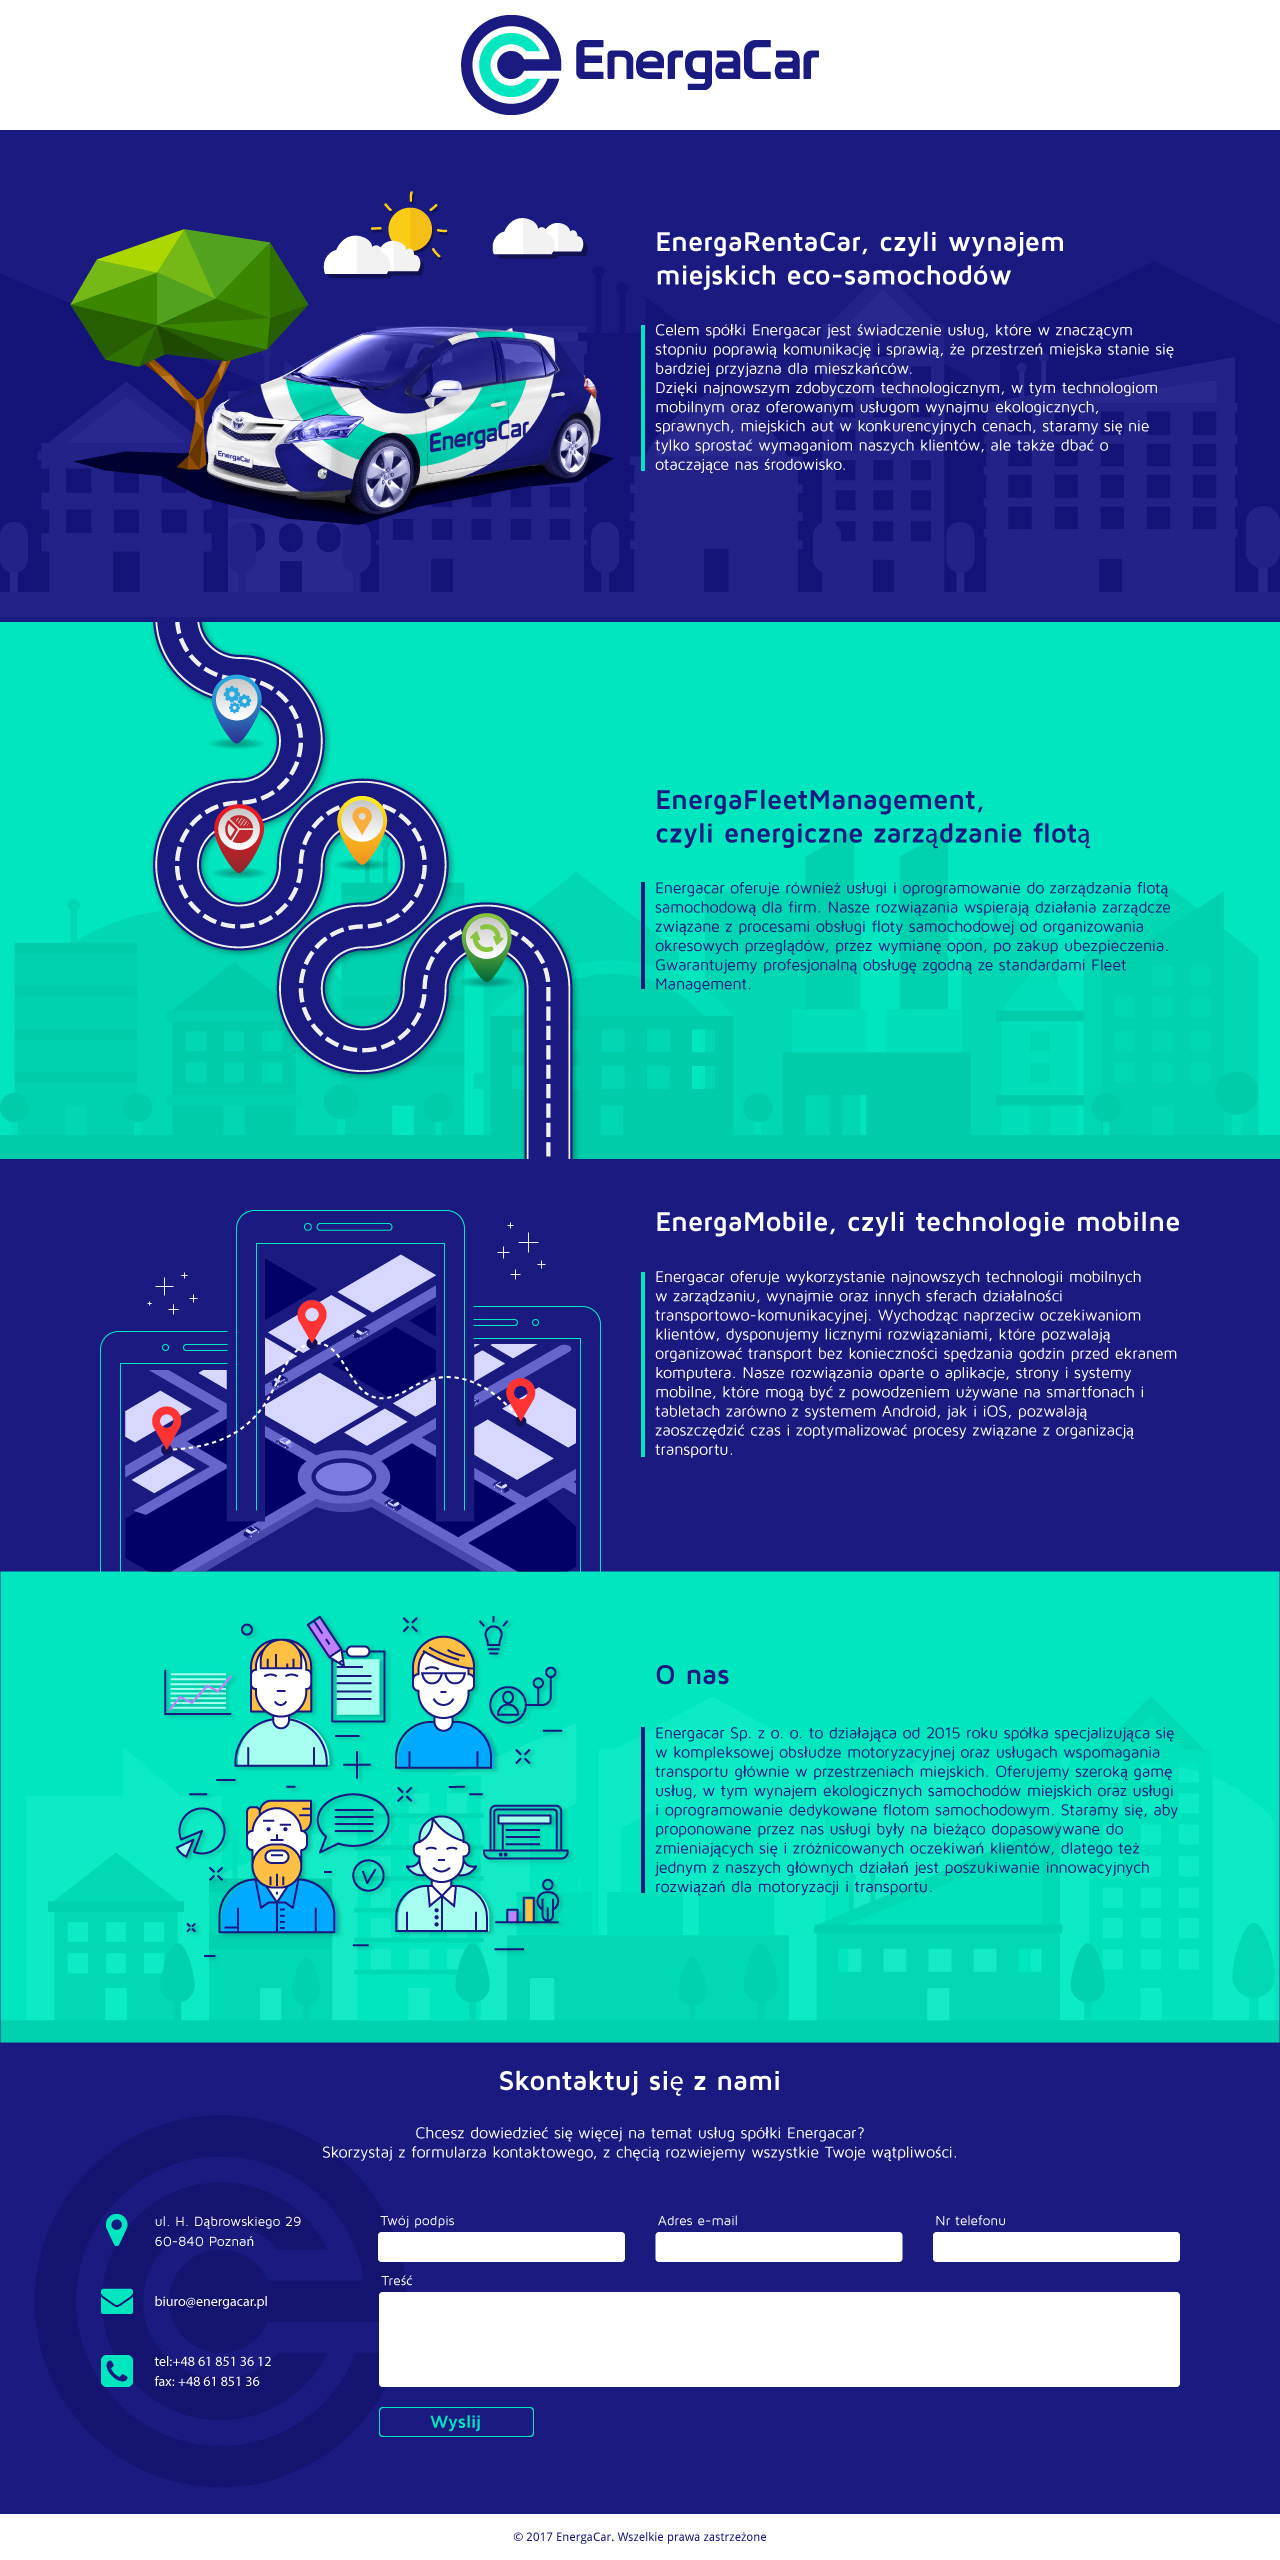 EnergaCar
EnergaRentaCar, czyli wynajem
miejskich eco-samochodów
Celem spółki Energacar jest świadczenie usług, które w znaczącym
stopniu poprawią komunikację i sprawią, że przestrzeń miejska stanie się
bardziej przyjazna dla mieszkańców.
Dzięki najnowszym zdobyczom technologicznym, w tym technologiom
mobilnym oraz oferowanym usługom wynajmu ekologicznych,
sprawnych, miejskich aut w konkurencyjnych cenach, staramy się nie
tylko sprostać wymaganiom naszych klientów, ale także dbać o
otaczające nas środowisko.
EnergaCar
EnergaCar
EnergaFleetManagement,
czyli energiczne zarządzanie flotą
Energacar oferuje również usługi i oprogramowanie do zarządzania flotą
samochodową dla firm. Nasze rozwiązania wspierają działania zarządcze
związane z procesami obsługi floty samochodowej od organizowania
okresowych przeglądów, przez wymianę opon, po zakup ubezpieczenia.
Gwarantujemy profesjonalną obsługę zgodną ze standardami Fleet
Management.
EnergaMobile, czyli technologie mobilne
Energacar oferuje wykorzystanie najnowszych technologii mobilnych
w zarządzaniu, wynajmie oraz innych sferach działalności
transportowo-komunikacyjnej. Wychodząc naprzeciw oczekiwaniom
klientów, dysponujemy licznymi rozwiązaniami, które pozwalają
organizować transport bez konieczności spędzania godzin przed ekranem
komputera. Nasze rozwiązania oparte o aplikacje, strony i systemy
mobilne, które mogą być z powodzeniem używane na smartfonach i
tabletach zarówno z systemem Android, jak i iOS, pozwalają
zaoszczędzić czas i zoptymalizować procesy związane z organizacją
transportu.
O nas
Energacar Sp. z o. o. to działająca od 2015 roku spółka specjalizująca się
w kompleksowej obsłudze motoryzacyjnej oraz usługach wspomagania
transportu głównie w przestrzeniach miejskich. Oferujemy szeroką gamę
usług, w tym wynajem ekologicznych samochodów miejskich oraz usługi
i oprogramowanie dedykowane flotom samochodowym. Staramy się, aby
proponowane przez nas usługi były na bieżąco dopasowywane do
zmieniających się i zróżnicowanych oczekiwań klientów, dlatego też
jednym z naszych głównych działań jest poszukiwanie innowacyjnych
rozwiązań dla motoryzacji i transportu.
Skontaktuj się z nami
Chcesz dowiedzieć się więcej na temat usług spółki Energacar?
Skorzystaj z formularza kontaktowego, z chęcią rozwiejemy wszystkie Twoje wątpliwości.
ul. H. Dąbrowskiego 29
60-840 Poznań
biuro@energacar.pl
tel:+48 61 851 36 12
fax: +48 61 851 36
Twój podpis
Adres e-mail
Nr telefonu
Treść
Wyslij
© 2017 EnergaCar. Wszelkie prawa zastrzeżone